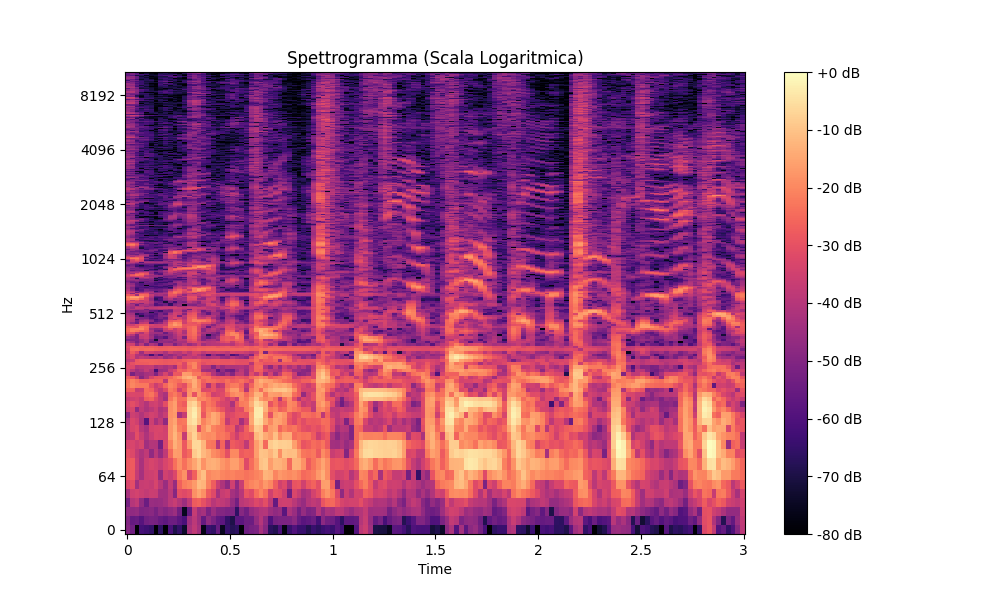 Spettrogramma (Scala Logaritmica)
Hz
8192
4096
2048
1024
512
256
128
64
0
0 0.5 1 1.5 2 2.5 3
Time
+0 dB
-10 dB
-20 dB
-30 dB
-40 dB
-50 dB
-60 dB
-70 dB
-80 dB